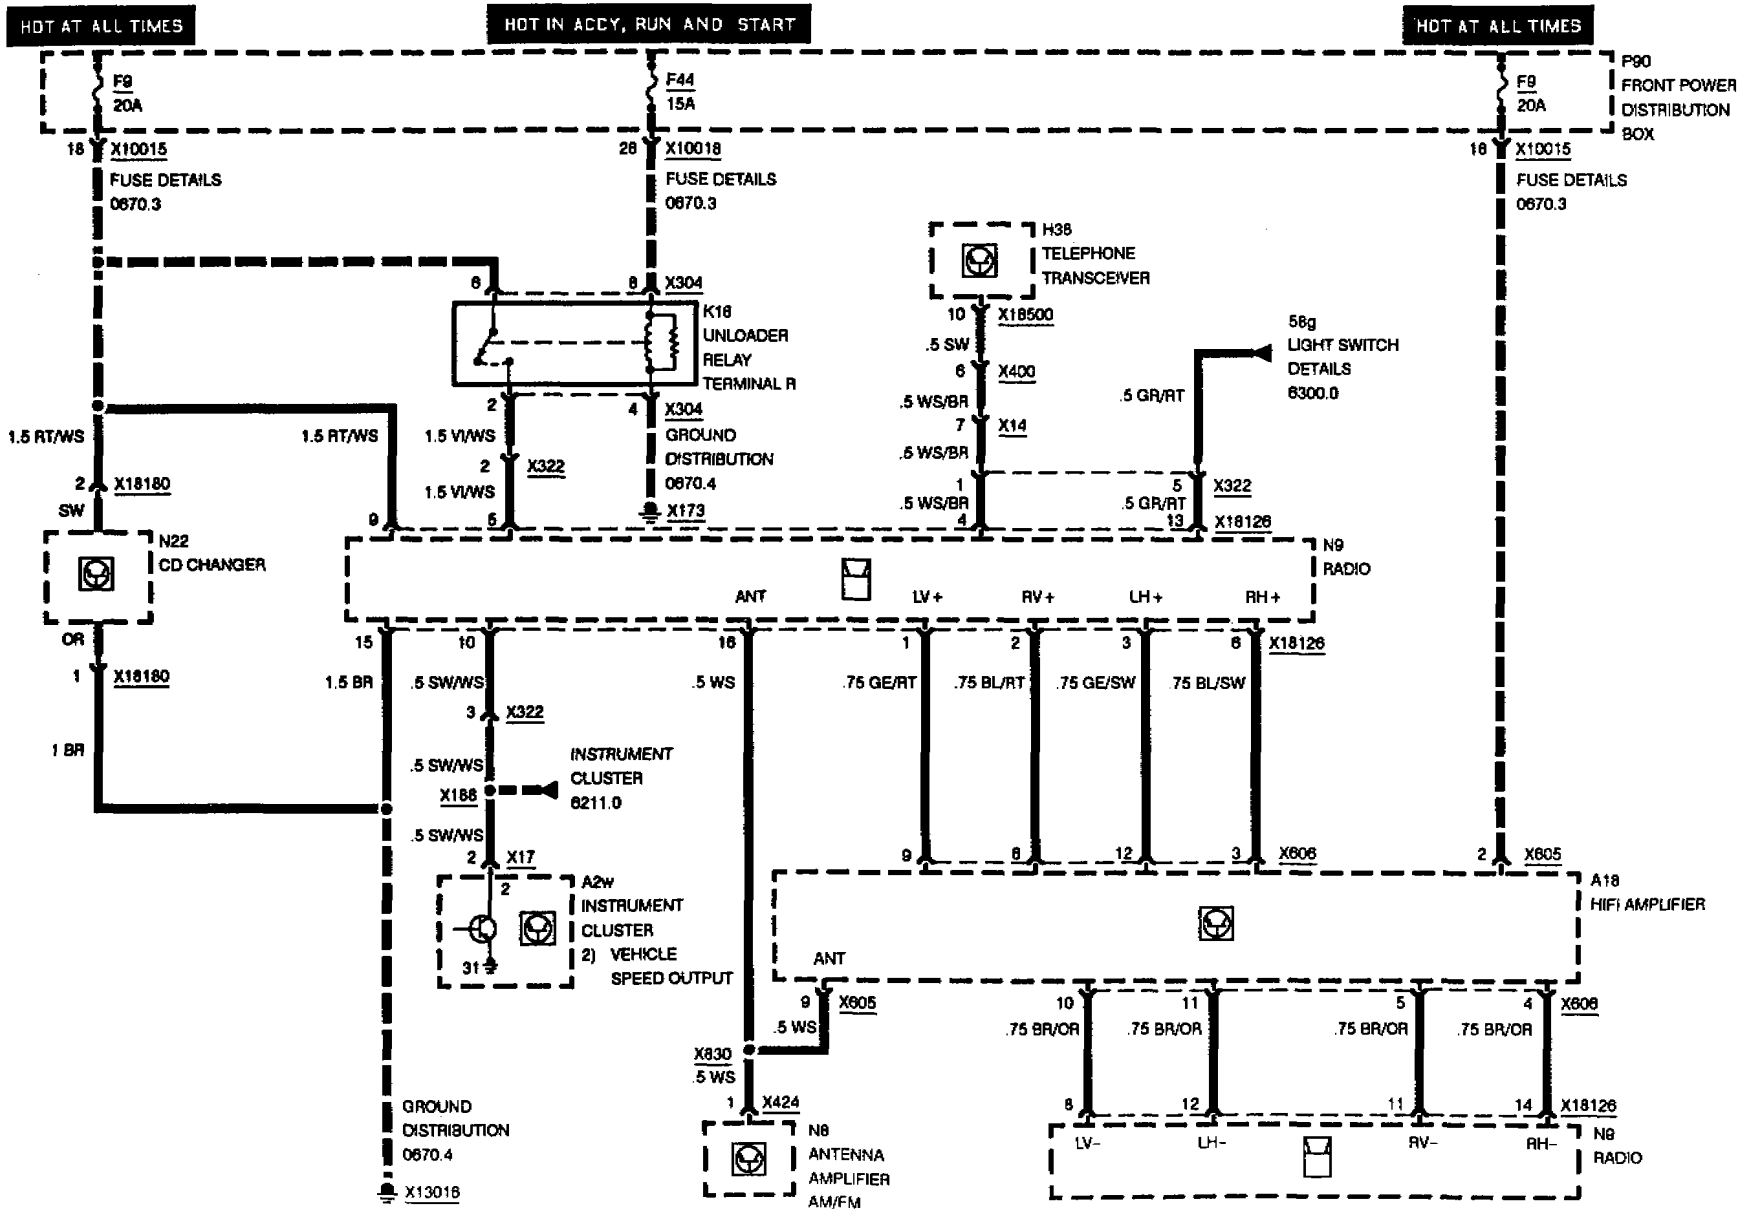 HOT AT ALL TIMES
HOT IN ACCY, RUN AND START
HOT AT ALL TIMES
F9
20A
F44
15A
F9
20A
P90
FRONT POWER
DISTRIBUTION
BOX
18 X10015
26 X10018
18 X10015
FUSE DETAILS
0670.3
FUSE DETAILS
0670.3
FUSE DETAILS
0670.3
H38
TELEPHONE
TRANSCEIVER
6
8 X304
K18
UNLOADER
RELAY
TERMINAL R
10 X18500
.5 SW
6 X400
.5 WS/BR
7 X14
.5 WS/BR
58g
LIGHT SWITCH
DETAILS
6300.0
.5 GR/RT
2
4 X304
GROUND
DISTRIBUTION
0670.4
X173
1.5 RT/WS
1.5 RT/WS
1.5 VI/WS
2 X322
1.5 VI/WS
2 X18180
SW
1
5 X322
.5 WS/BR
.5 GR/RT
9
5
4
13 X18126
N22
CD CHANGER
N9
RADIO
ANT
LV+
RV+
LH+
RH+
OR
1 X18180
15
10
16
1
2
3
6 X18126
1.5 BR
.5 SW/WS
.5 WS
.75 GE/RT
.75 BL/RT
.75 GE/SW
.75 BL/SW
3 X322
1 BR
.5 SW/WS
X188
INSTRUMENT
CLUSTER
6211.0
.5 SW/WS
2 X17
9
6
12
3 X606
2 X605
2
31
A2w
INSTRUMENT
CLUSTER
2) VEHICLE
SPEED OUTPUT
A18
HIFI AMPLIFIER
ANT
9 X605
.5 WS
10
11
5
4 X606
.75 BR/OR
.75 BR/OR
.75 BR/OR
.75 BR/OR
X830
.5 WS
1 X424
8
12
11
14 X18126
GROUND
DISTRIBUTION
0670.4
X13016
N8
ANTENNA
AMPLIFIER
AM/FM
LV-
LH-
RV-
RH-
N9
RADIO